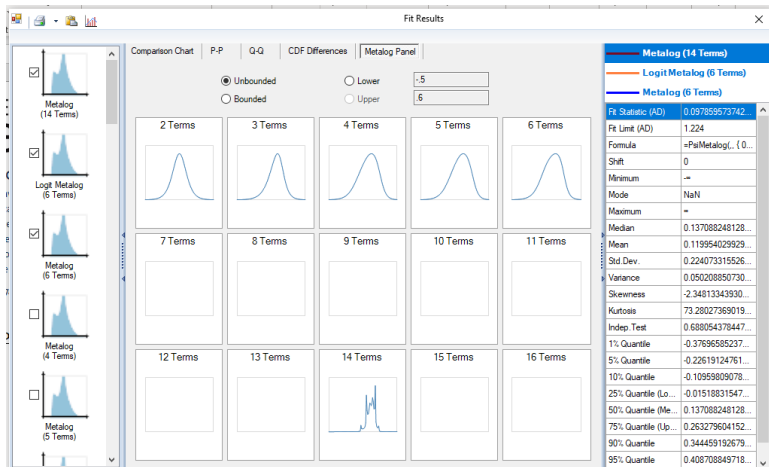 Fit Results
Comparison Chart P-P Q-Q CDF Differences Metalog Panel
Unbounded Lower -.5
Bounded Upper .6
Metalog
(14 Terms)
Logit Metalog
(6 Terms)
Metalog
(6 Terms)
Metalog
(4 Terms)
Metalog
(5 Terms)
2 Terms 3 Terms 4 Terms 5 Terms 6 Terms
7 Terms 8 Terms 9 Terms 10 Terms 11 Terms
12 Terms 13 Terms 14 Terms 15 Terms 16 Terms
Metalog (14 Terms)
Logit Metalog (6 Terms)
Metalog (6 Terms)
Fit Statistic (AD) 0.097859573742...
Fit Limit (AD) 1.224
Formula =PsiMetalog(,, { 0...
Shift 0
Minimum -∞
Mode NaN
Maximum ∞
Median 0.137088248128...
Mean 0.119954029929...
Std.Dev. 0.224073315526...
Variance 0.050208850730...
Skewness -2.34813343930...
Kurtosis 73.28027369019...
Indep.Test 0.688054378447...
1% Quantile -0.37696585237...
5% Quantile -0.22619124761...
10% Quantile -0.10959809078...
25% Quantile (Lo... -0.01518831547...
50% Quantile (Me... 0.137088248128...
75% Quantile (Up... 0.263279604152...
90% Quantile 0.344459192679...
95% Quantile 0.408708849718...